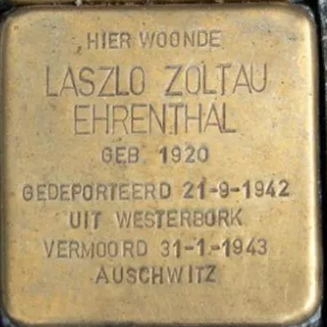 HIER WOONDE
LASZLO ZOLTAU
EHRENTHAL
GEB. 1920
GEDEPORTEERD 21-9-1942
UIT WESTERBORK
VERMOORD 31-1-1943
AUSCHWITZ